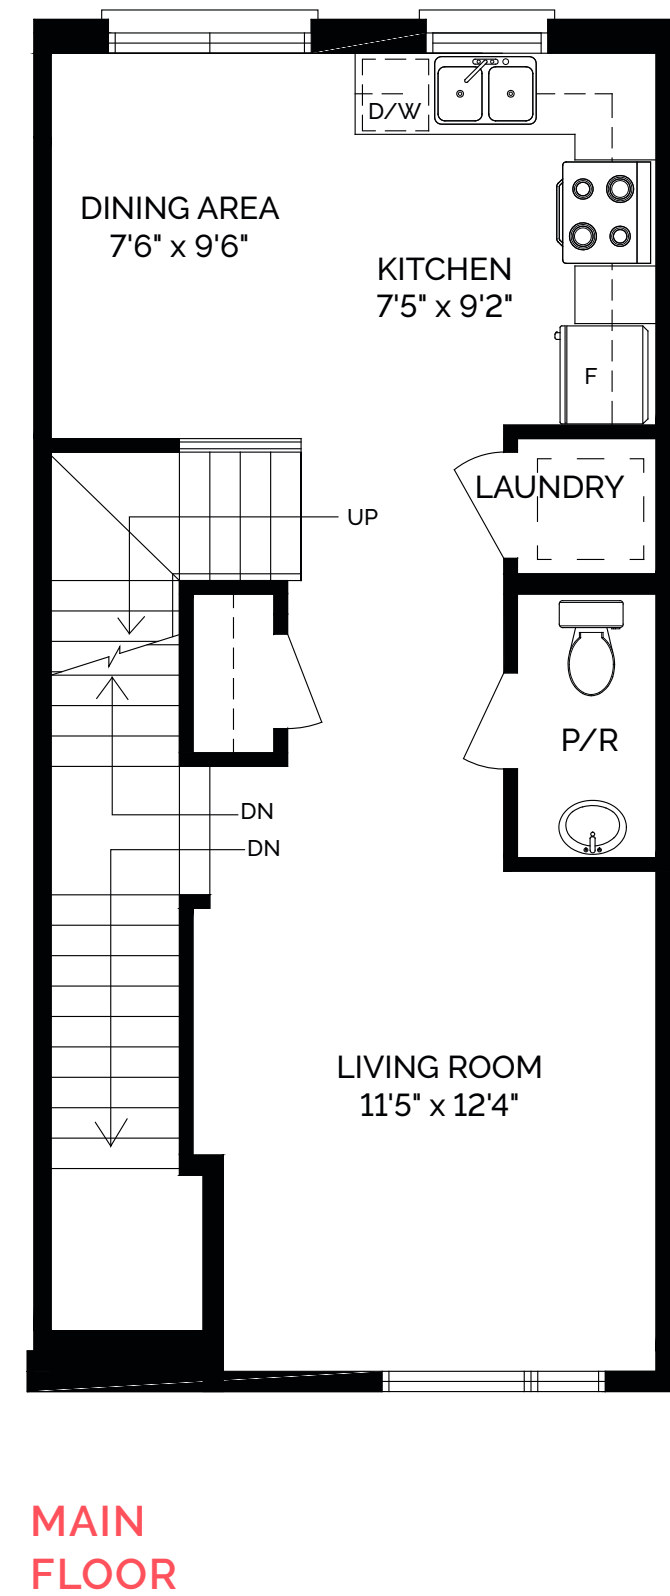 D/W
DINING AREA
7'6" x 9'6"
KITCHEN
7'5" x 9'2"
F
LAUNDRY
UP
P/R
DN
DN
LIVING ROOM
11'5" x 12'4"
MAIN
FLOOR